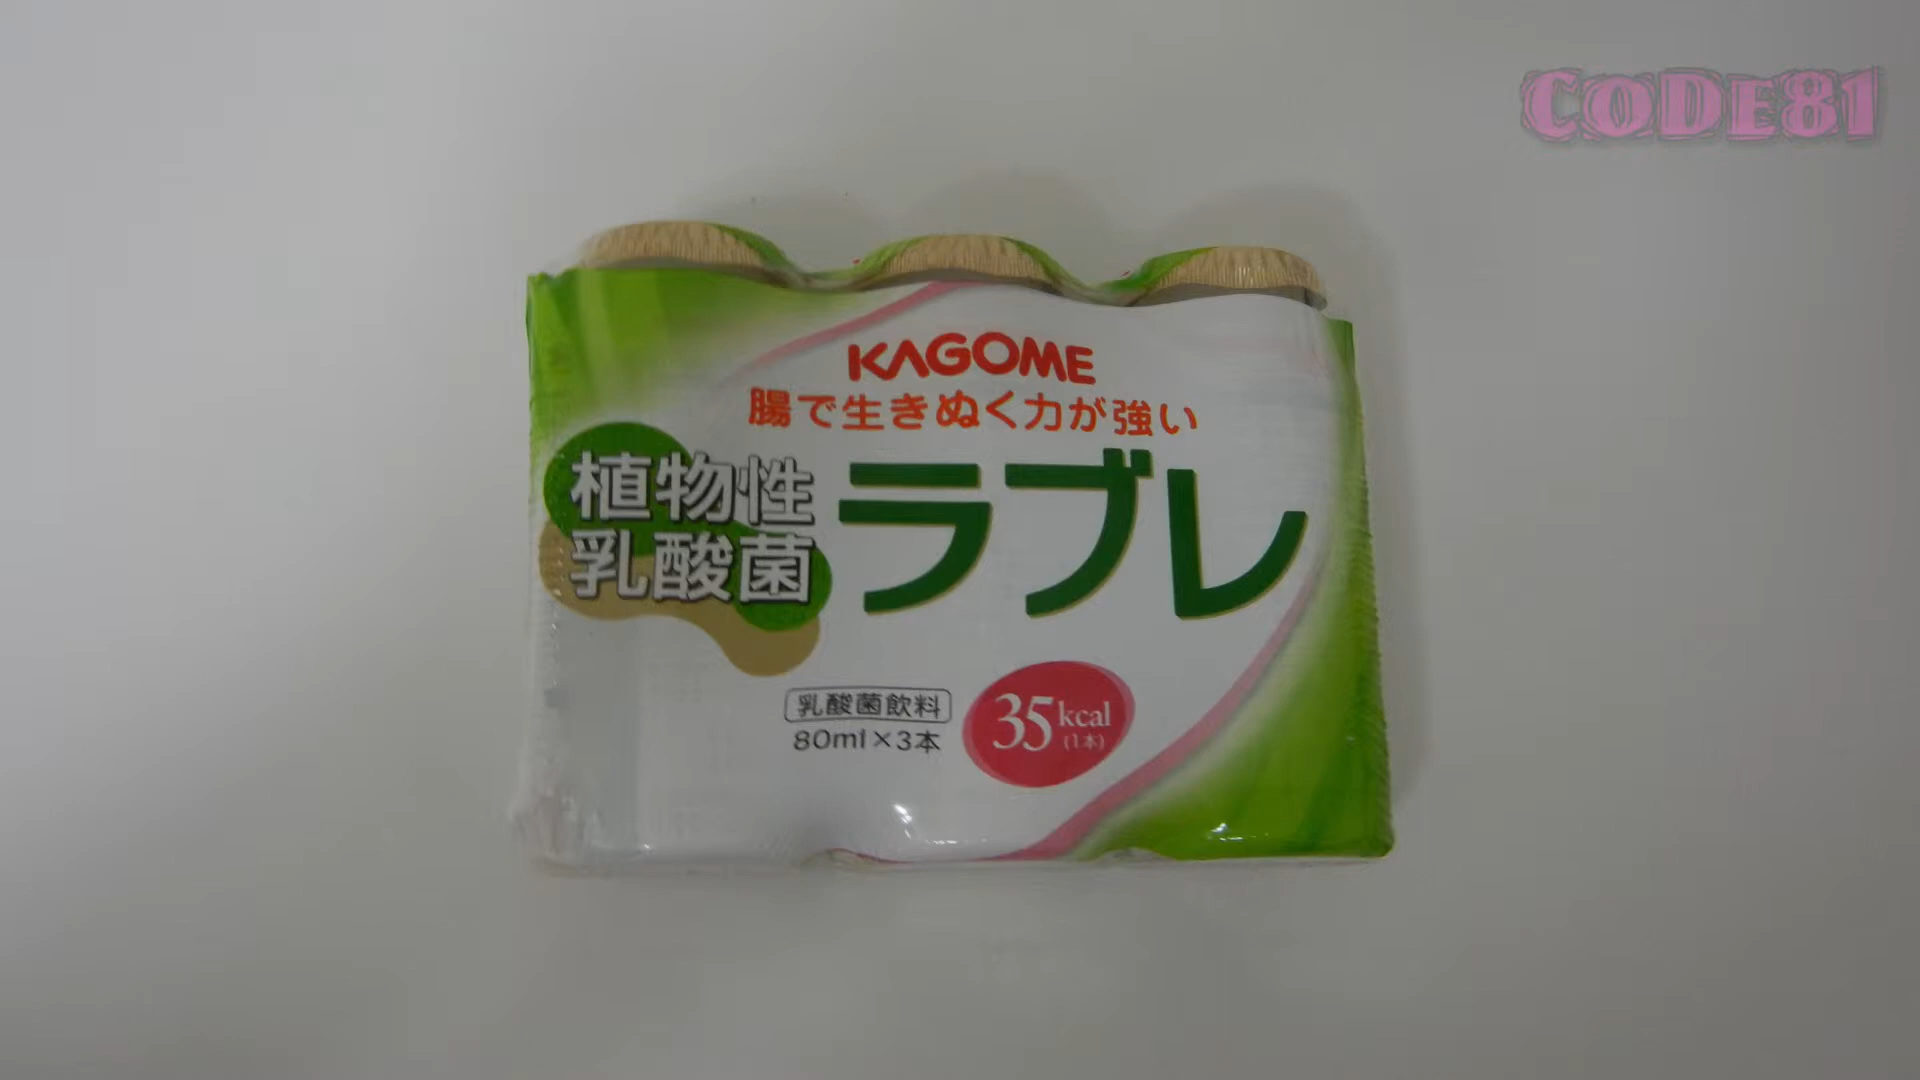 CODE81
KAGOME
腸で生きぬく力が強い
植物性
乳酸菌
ラブレ
乳酸菌飲料
80ml×3本
35kcal
(1本)